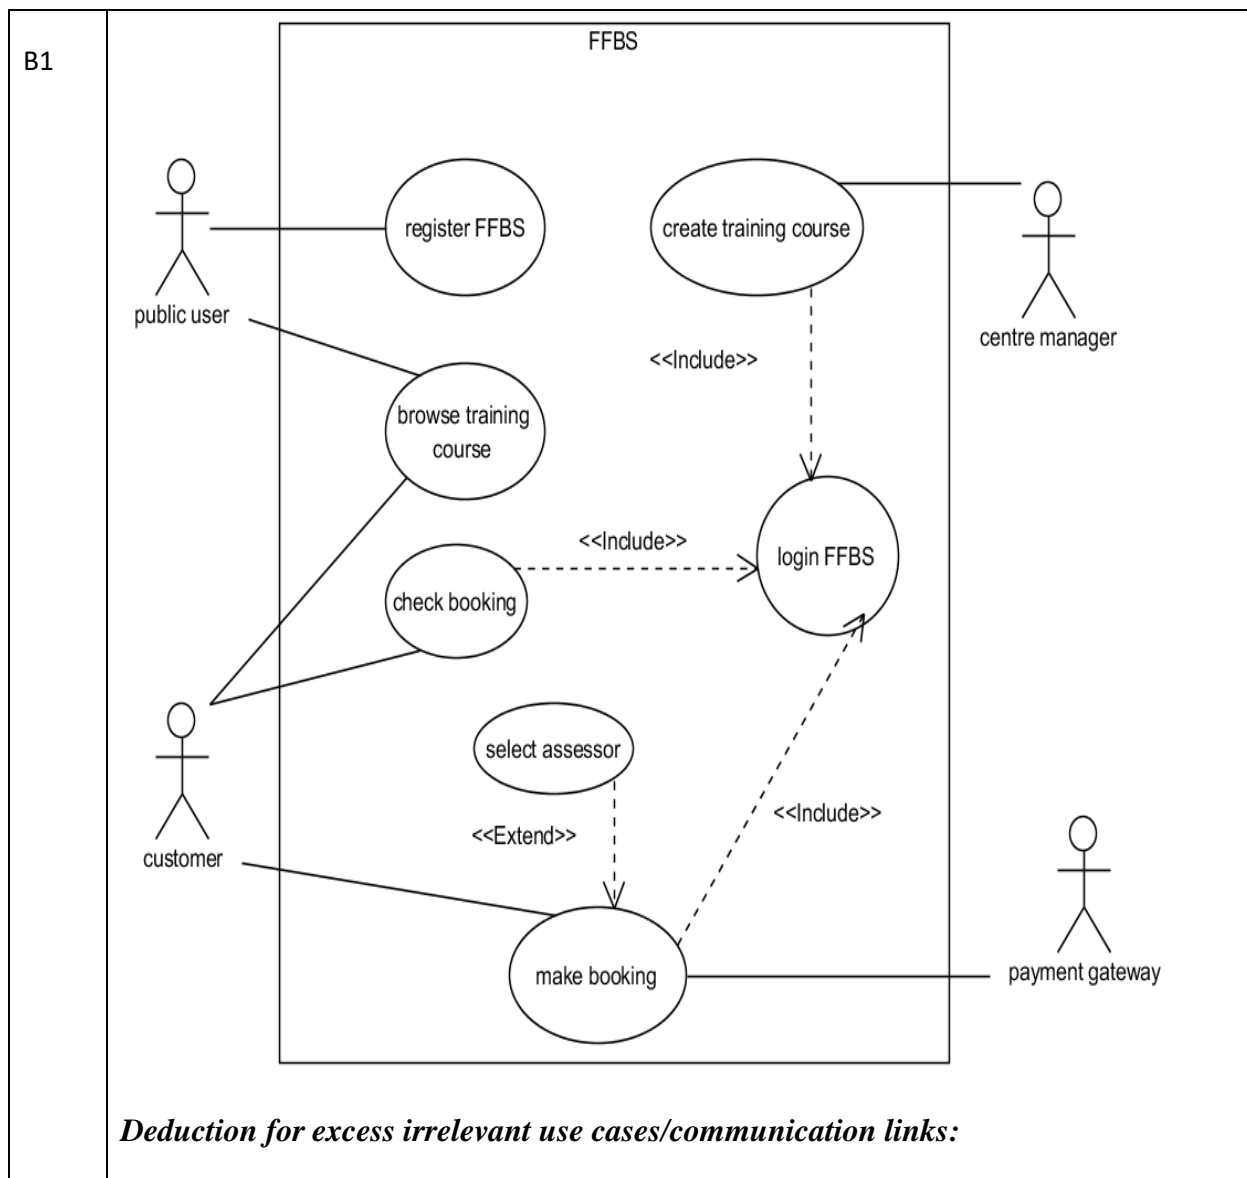 B1
FFBS
register FFBS
create training course
public user
centre manager
<<Include>>
browse training
course
<<Include>>
login FFBS
check booking
select assessor
<<Include>>
<<Extend>>
customer
make booking
payment gateway
Deduction for excess irrelevant use cases/communication links: